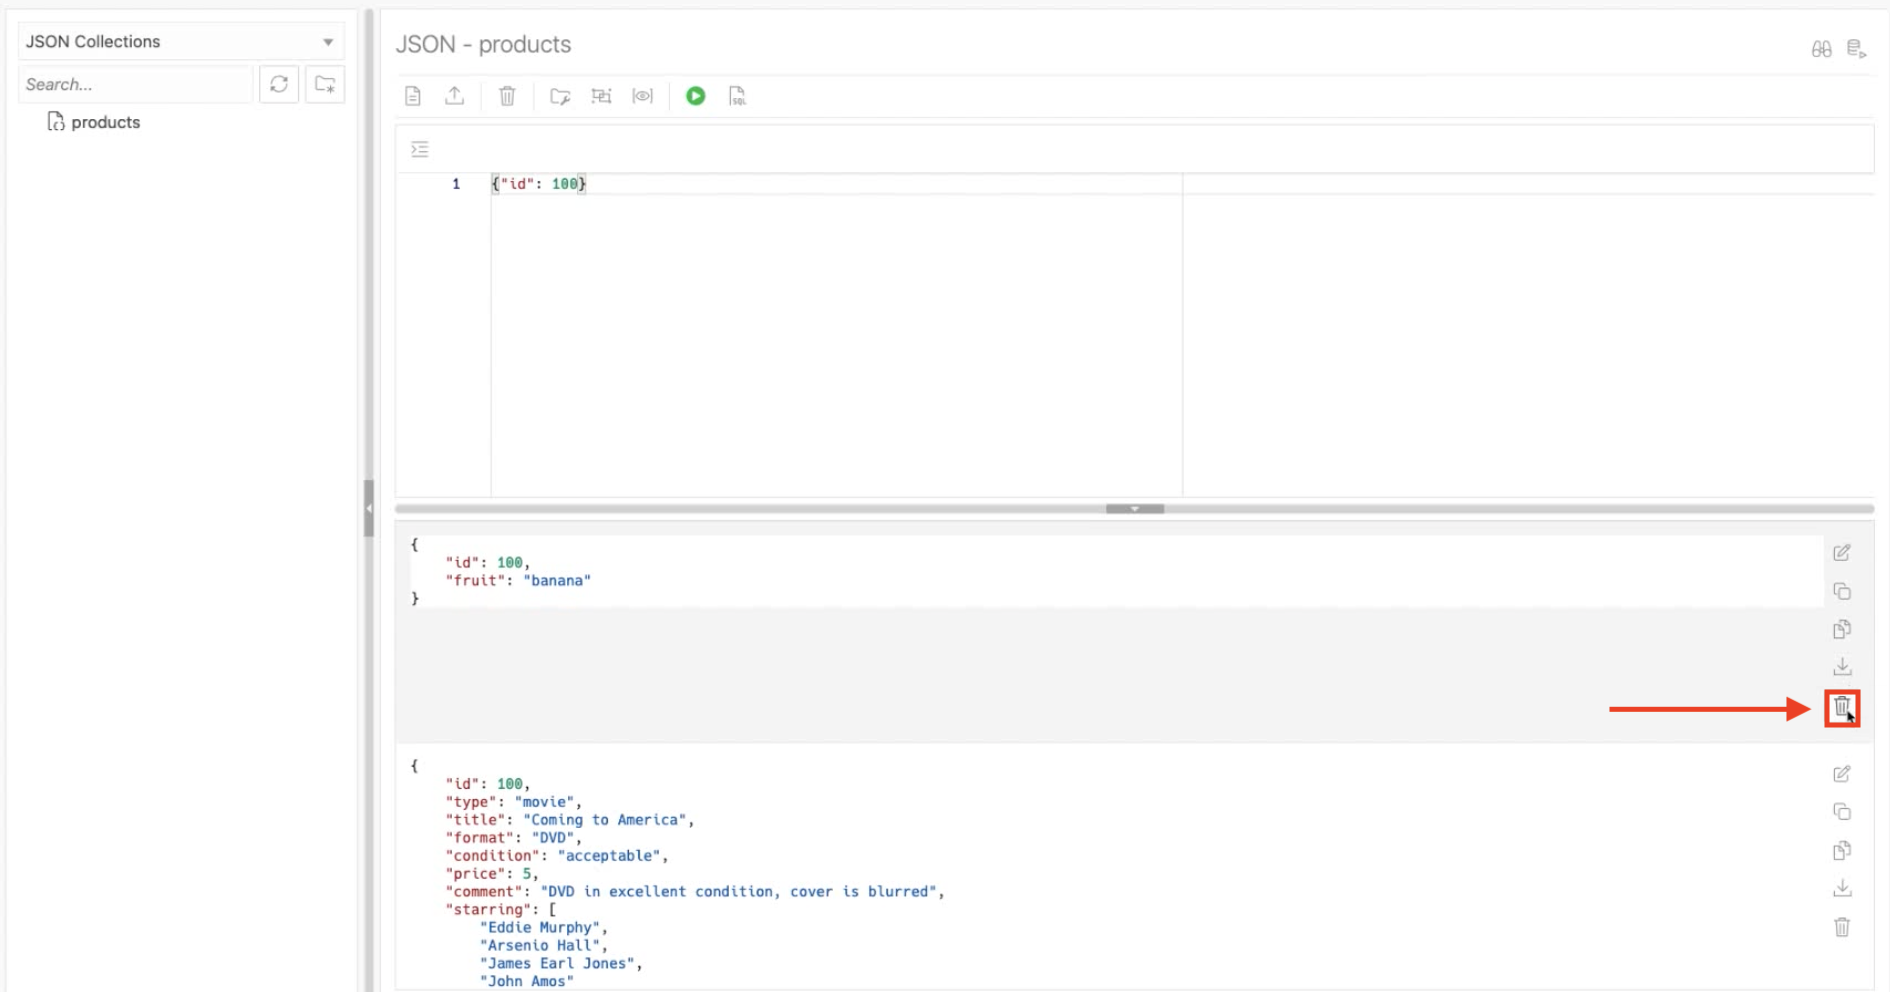 JSON Collections
Search...
products
JSON - products
SQL
1 {"id": 100}
{
"id": 100,
"fruit": "banana"
}
{
"id": 100,
"type": "movie",
"title": "Coming to America",
"format": "DVD",
"condition": "acceptable",
"price": 5,
"comment": "DVD in excellent condition, cover is blurred",
"starring": [
"Eddie Murphy",
"Arsenio Hall",
"James Earl Jones",
"John Amos"